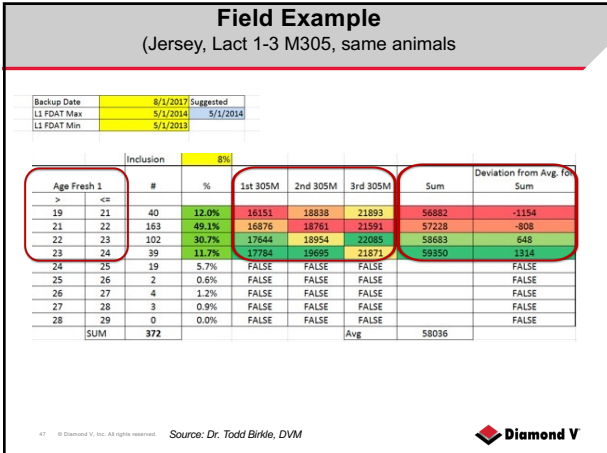 Field Example
(Jersey, Lact 1-3 M305, same animals
Backup Date 8/1/2017 Suggested
L1 FDAT Max 5/1/2014 5/1/2014
L1 FDAT Min 5/1/2013
Inclusion 8%
Deviation from Avg. for
Age Fresh 1 # % 1st 305M 2nd 305M 3rd 305M Sum Sum
> <=
19 21 40 12.0% 16151 18838 21893 56882 -1154
21 22 163 49.1% 16876 18761 21591 57228 -808
22 23 102 30.7% 17644 18954 22085 58683 648
23 24 39 11.7% 17784 19695 21871 59350 1314
24 25 19 5.7% FALSE FALSE FALSE FALSE
25 26 2 0.6% FALSE FALSE FALSE FALSE
26 27 4 1.2% FALSE FALSE FALSE FALSE
27 28 3 0.9% FALSE FALSE FALSE FALSE
28 29 0 0.0% FALSE FALSE FALSE FALSE
SUM 372 Avg 58036
47 © Diamond V, Inc. All rights reserved. Source: Dr. Todd Birkle, DVM Diamond V